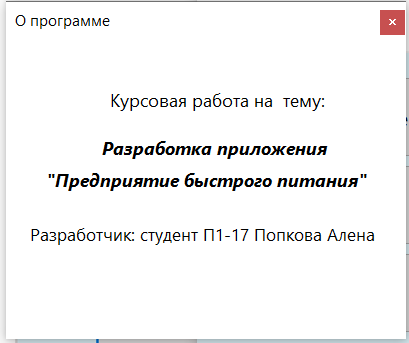 О программе
Курсовая работа на тему:
Разработка приложения
"Предприятие быстрого питания"
Разработчик: студент П1-17 Попкова Алена